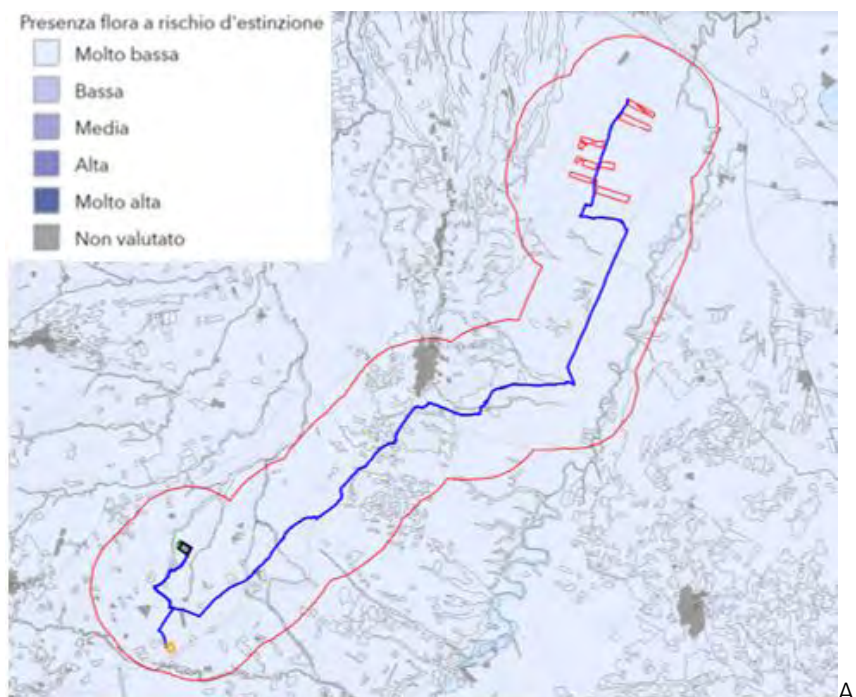 Presenza flora a rischio d'estinzione
Molto bassa
Bassa
Media
Alta
Molto alta
Non valutato
A